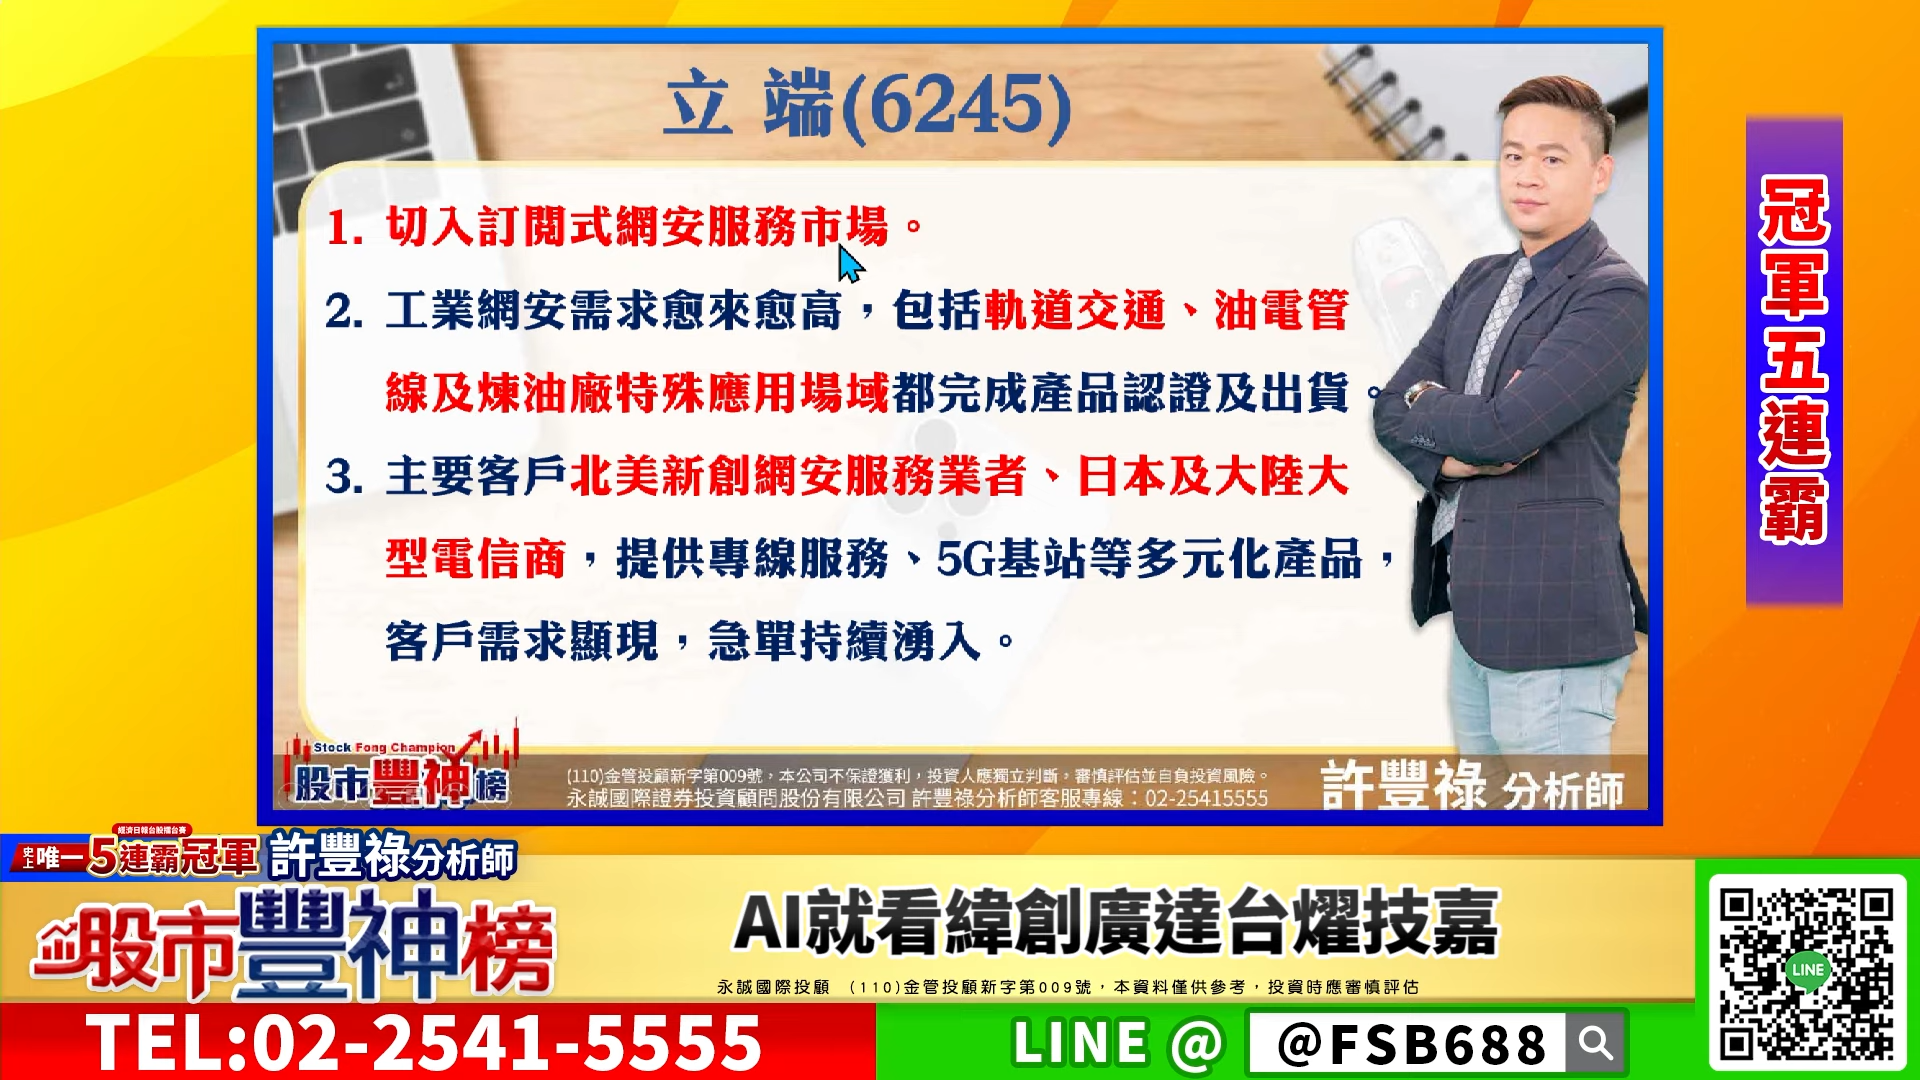 立 端(6245)
1. 切入訂閱式網安服務市場。
2. 工業網安需求愈來愈高，包括軌道交通、油電管
線及煉油廠特殊應用場域都完成產品認證及出貨。
3. 主要客戶北美新創網安服務業者、日本及大陸大
型電信商，提供專線服務、5G基站等多元化產品，
客戶需求顯現，急單持續湧入。
冠軍五連霸
Stock Fong Champion
股市豐神榜
(110)金管投顧新字第009號，本公司不保證獲利，投資人應獨立判斷，審慎評估並自負投資風險。
永誠國際證券投資顧問股份有限公司 許豐祿分析師客服專線：02-25415555
許豐祿 分析師
經濟日報台股擂台賽
史上唯一5連霸冠軍 許豐祿分析師
股市豐神榜
AI就看緯創廣達台燿技嘉
永誠國際投顧 (110)金管投顧新字第009號，本資料僅供參考，投資時應審慎評估
TEL:02-2541-5555
LINE @ @FSB688
LINE